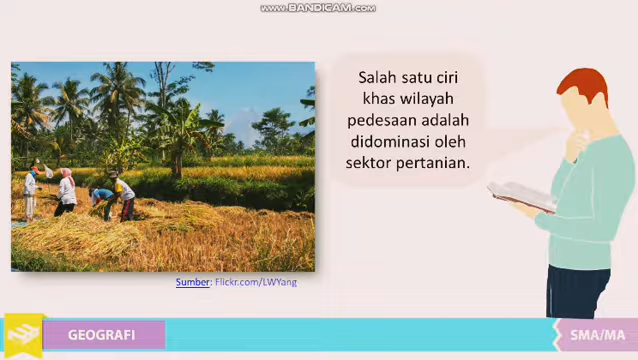 www.BANDICAM.com
Salah satu ciri
khas wilayah
pedesaan adalah
didominasi oleh
sektor pertanian.
Sumber: Flickr.com/LWYang
GEOGRAFI
SMA/MA